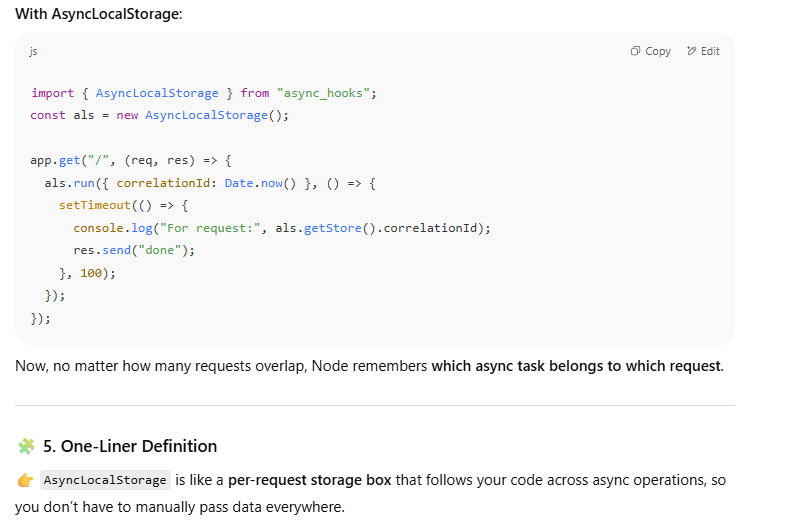 With AsyncLocalStorage:
js
Copy
Edit
import { AsyncLocalStorage } from "async_hooks";
const als = new AsyncLocalStorage();

app.get("/", (req, res) => {
  als.run({ correlationId: Date.now() }, () => {
    setTimeout(() => {
      console.log("For request:", als.getStore().correlationId);
      res.send("done");
    }, 100);
  });
});
Now, no matter how many requests overlap, Node remembers which async task belongs to which request.
🧩 5. One-Liner Definition
👉 AsyncLocalStorage is like a per-request storage box that follows your code across async operations, so
you don't have to manually pass data everywhere.